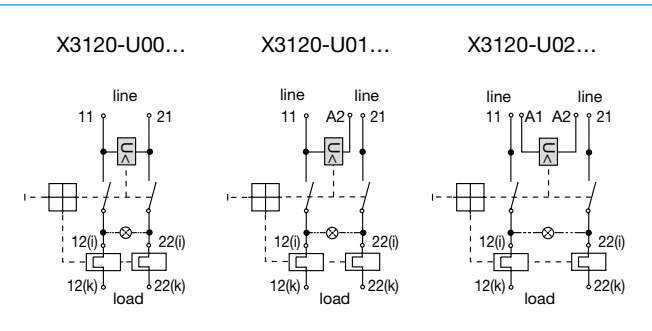 X3120-U00... X3120-U01... X3120-U02...
line line line line line
11 21 11 A2 21 11 A1 A2 21
U< U< U<
12(i) 22(i) 12(i) 22(i) 12(i) 22(i)
12(k) 22(k) 12(k) 22(k) 12(k) 22(k)
load load load